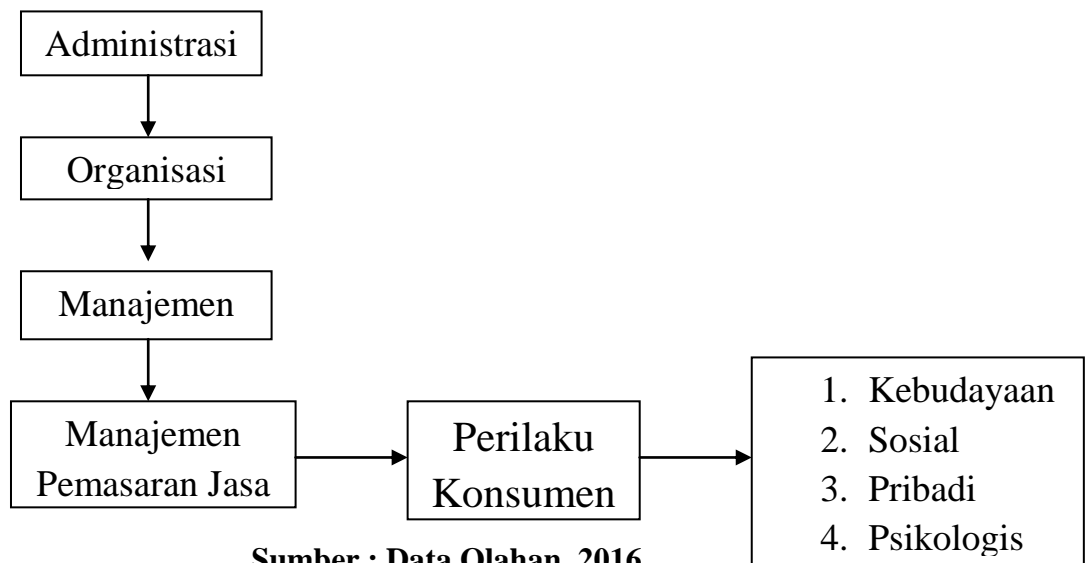 Administrasi
Organisasi
Manajemen
Manajemen
Pemasaran Jasa
Perilaku
Konsumen
1. Kebudayaan
2. Sosial
3. Pribadi
4. Psikologis
Sumber : Data Olahan, 2016